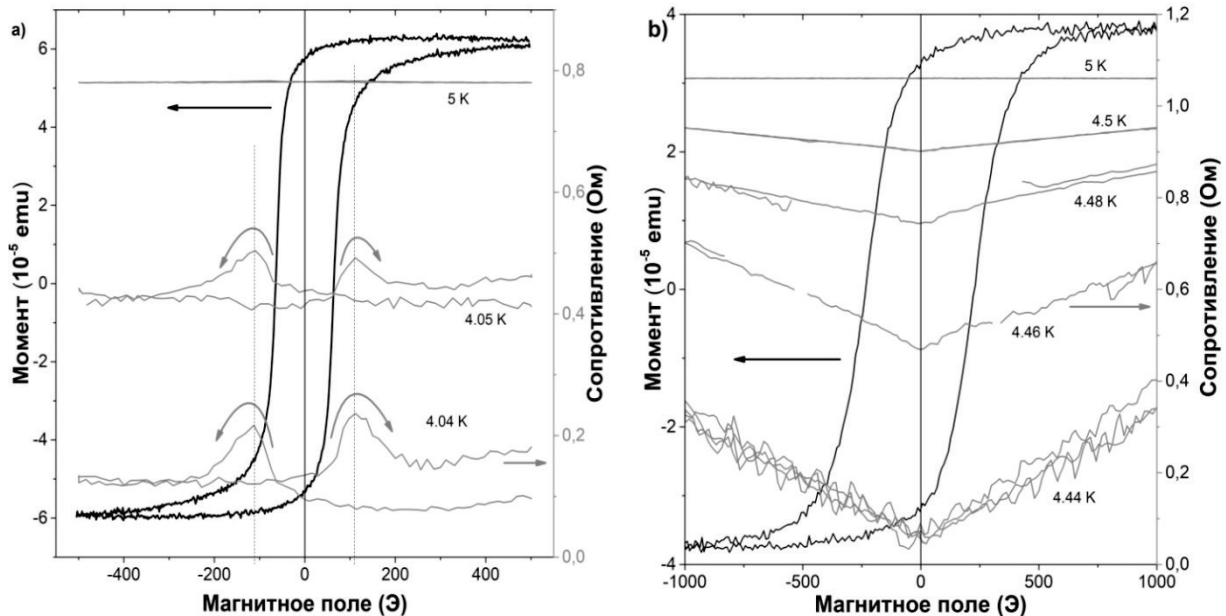 a)
Момент (10⁻⁵ emu)
6
4
2
0
-2
-4
-6
5 K
4.05 K
4.04 K
0,8
0,6
0,4
0,2
0,0
Сопротивление (Ом)
-400
-200
0
200
400
Магнитное поле (Э)
b)
Момент (10⁻⁵ emu)
4
2
0
-2
-4
5 K
4.5 K
4.48 K
4.46 K
4.44 K
1,2
1,0
0,8
0,6
0,4
0,2
0,0
Сопротивление (Ом)
-1000
-500
0
500
1000
Магнитное поле (Э)